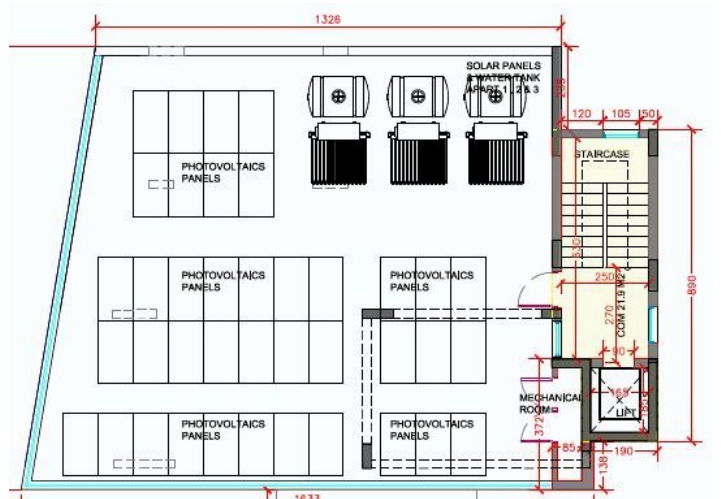 1326
SOLAR PANELS
& WATER TANK
APART 1 , 2 & 3
235
120
105
50
STAIRCASE
PHOTOVOLTAICS
PANELS
630
250
890
COM 21.9 M2
270
PHOTOVOLTAICS
PANELS
PHOTOVOLTAICS
PANELS
90
165
165
LIFT
MECHANICAL
ROOM
372
PHOTOVOLTAICS
PANELS
PHOTOVOLTAICS
PANELS
85
190
138
1633